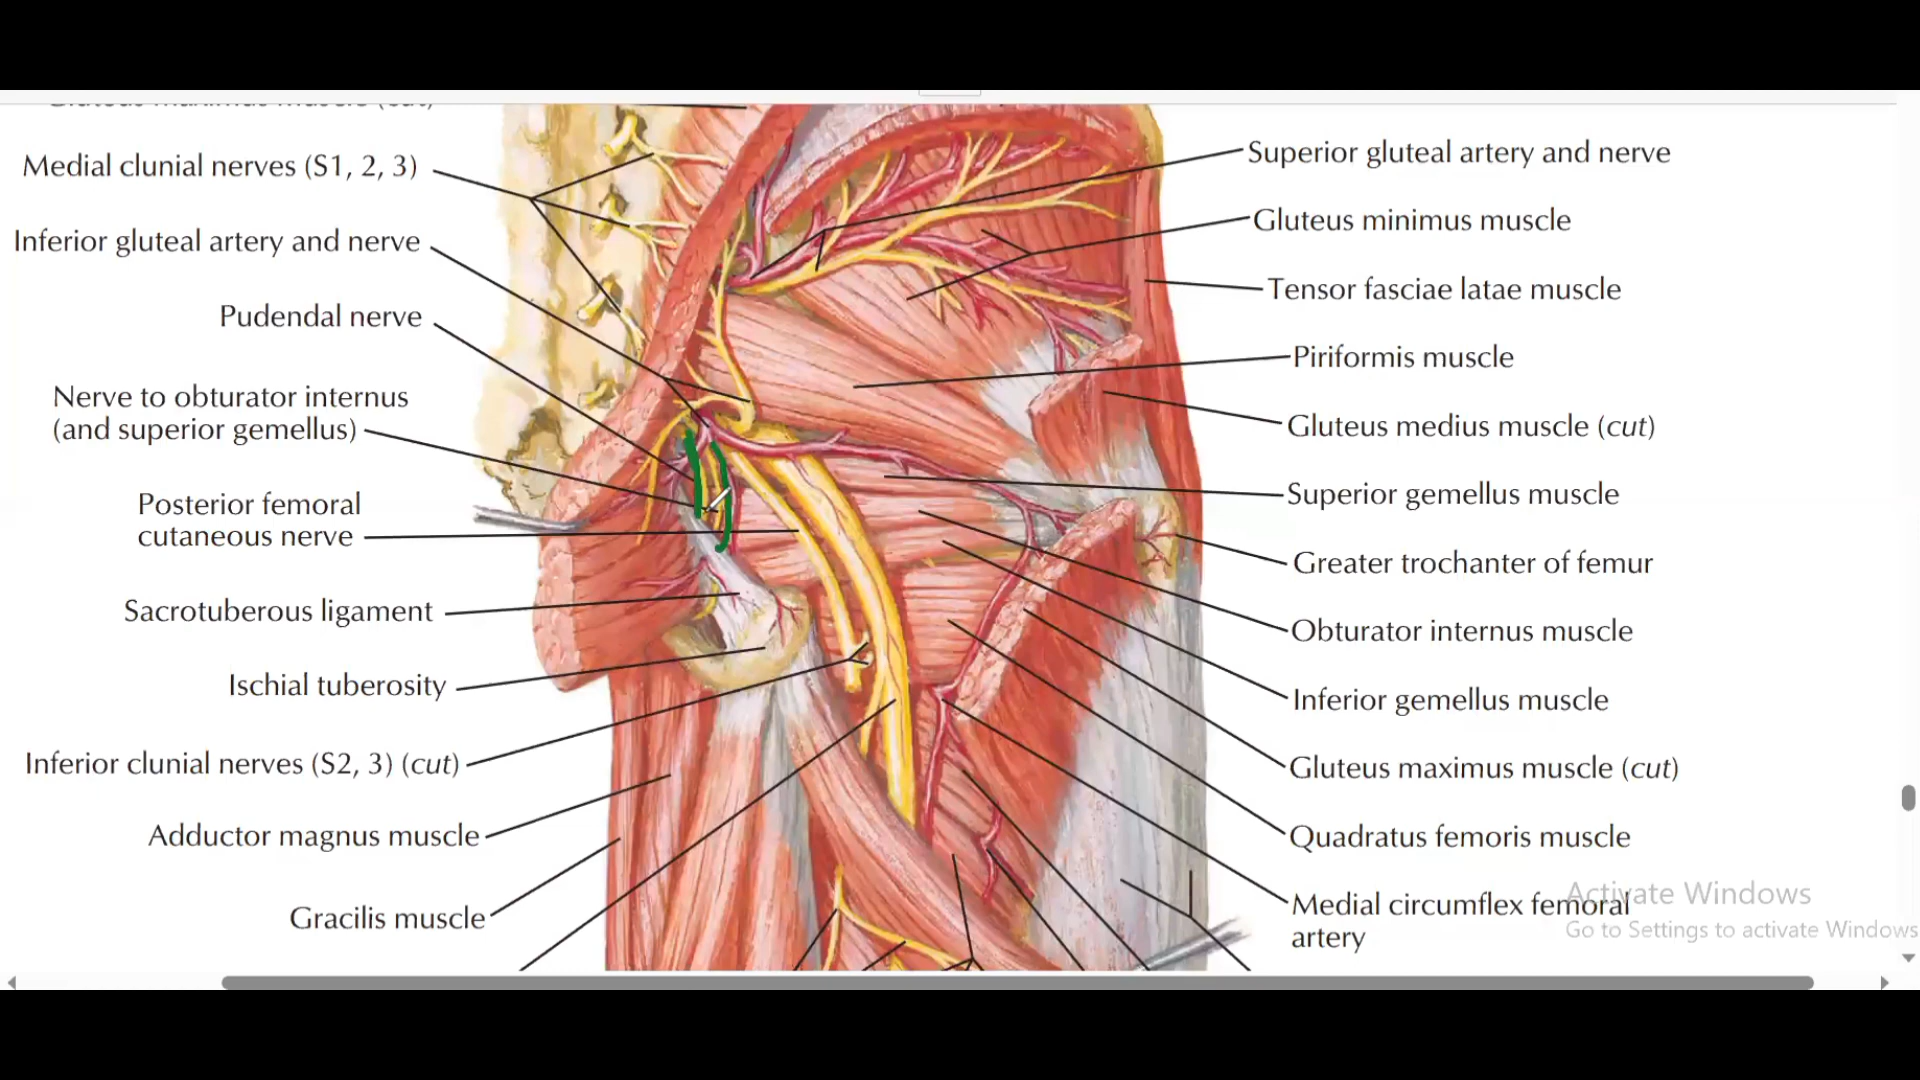 Gluteus maximus muscle (cut)
Medial clunial nerves (S1, 2, 3)
Inferior gluteal artery and nerve
Pudendal nerve
Nerve to obturator internus
(and superior gemellus)
Posterior femoral
cutaneous nerve
Sacrotuberous ligament
Ischial tuberosity
Inferior clunial nerves (S2, 3) (cut)
Adductor magnus muscle
Gracilis muscle
Superior gluteal artery and nerve
Gluteus minimus muscle
Tensor fasciae latae muscle
Piriformis muscle
Gluteus medius muscle (cut)
Superior gemellus muscle
Greater trochanter of femur
Obturator internus muscle
Inferior gemellus muscle
Gluteus maximus muscle (cut)
Quadratus femoris muscle
Medial circumflex femoral
artery
Activate Windows
Go to Settings to activate Windows